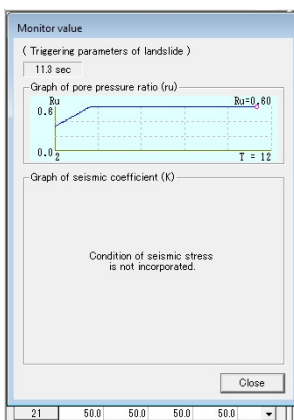 Monitor value
( Triggering parameters of landslide )
11.3 sec
Graph of pore pressure ratio (ru)
Ru Ru=0.60
0.6
0.0 2 T = 12
Graph of seismic coefficient (K)
Condition of seismic stress
is not incorporated.
Close
21 50.0 50.0 50.0 50.0